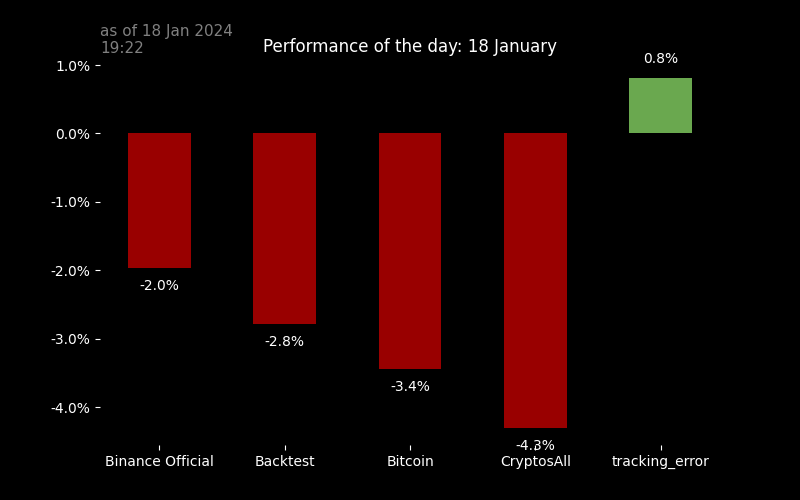 as of 18 Jan 2024
19:22
Performance of the day: 18 January
1.0%
0.0%
-1.0%
-2.0%
-3.0%
-4.0%
0.8%
-2.0%
-2.8%
-3.4%
-4.3%
Binance Official
Backtest
Bitcoin
CryptosAll
tracking_error